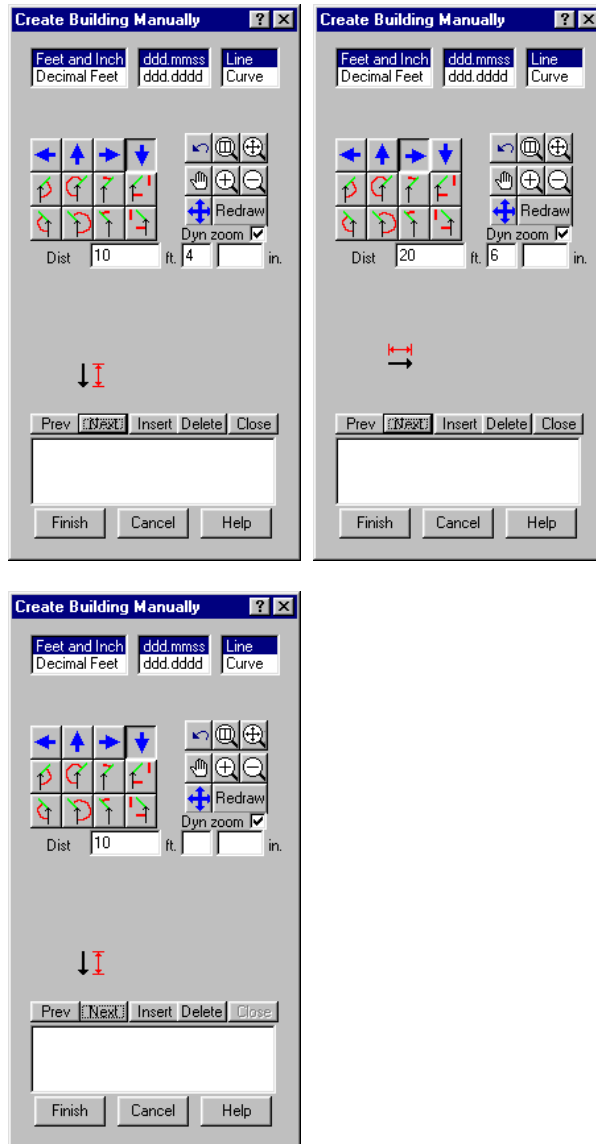 Create Building Manually ? ×
Feet and Inch ddd.mmss Line
Decimal Feet ddd.dddd Curve
Redraw
Dyn zoom
Dist 10 ft. 4 in.
Prev Next Insert Delete Close
Finish Cancel Help
Create Building Manually ? ×
Feet and Inch ddd.mmss Line
Decimal Feet ddd.dddd Curve
Redraw
Dyn zoom
Dist 20 ft. 6 in.
Prev Next Insert Delete Close
Finish Cancel Help
Create Building Manually ? ×
Feet and Inch ddd.mmss Line
Decimal Feet ddd.dddd Curve
Redraw
Dyn zoom
Dist 10 ft. in.
Prev Next Insert Delete Close
Finish Cancel Help